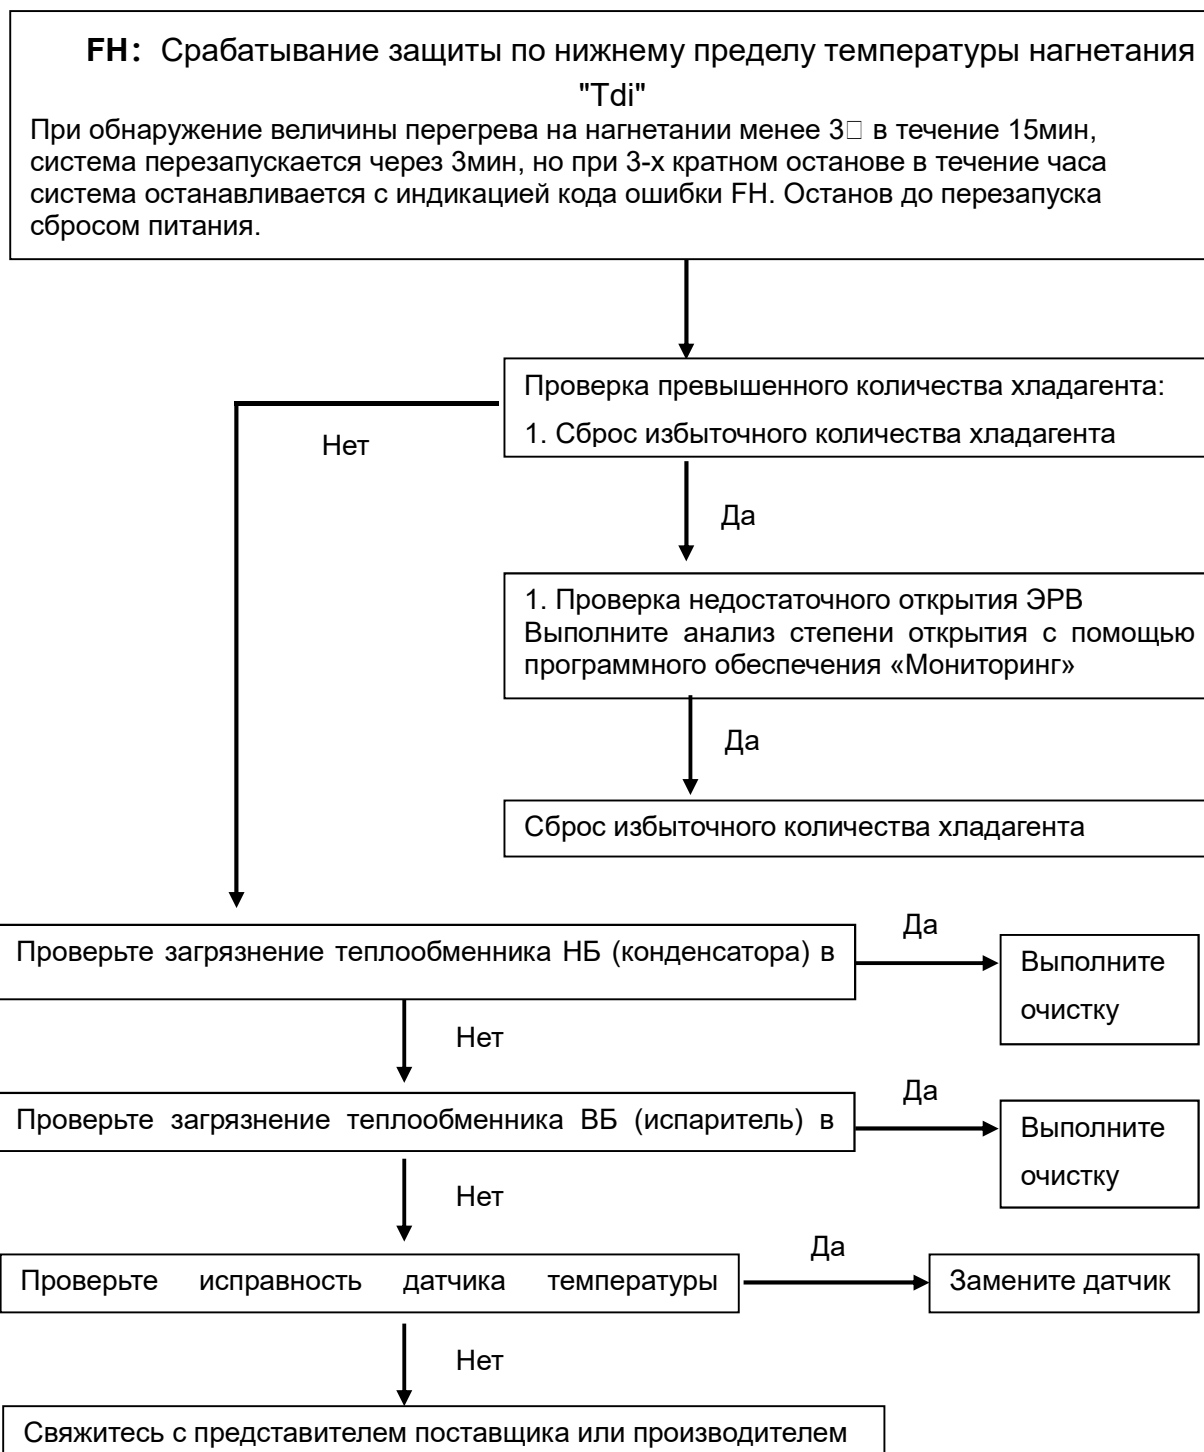 FH: Срабатывание защиты по нижнему пределу температуры нагнетания
"Tdi"
При обнаружение величины перегрева на нагнетании менее 3□ в течение 15мин,
система перезапускается через 3мин, но при 3-х кратном останове в течение часа
система останавливается с индикацией кода ошибки FH. Останов до перезапуска
сбросом питания.
Проверка превышенного количества хладагента:
1. Сброс избыточного количества хладагента
Нет
Да
1. Проверка недостаточного открытия ЭРВ
Выполните анализ степени открытия с помощью
программного обеспечения «Мониторинг»
Да
Сброс избыточного количества хладагента
Проверьте загрязнение теплообменника НБ (конденсатора) в
Да
Выполните
очистку
Нет
Проверьте загрязнение теплообменника ВБ (испаритель) в
Да
Выполните
очистку
Нет
Проверьте исправность датчика температуры
Да
Замените датчик
Нет
Свяжитесь с представителем поставщика или производителем